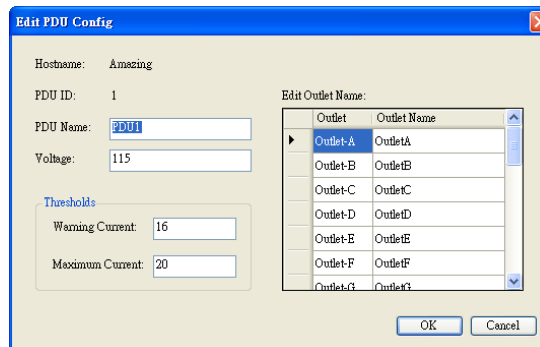 Edit PDU Config
Hostname: Amazing
PDU ID: 1
PDU Name: PDU1
Voltage: 115
Thresholds
Warning Current: 16
Maximum Current: 20
Edit Outlet Name:
Outlet Outlet Name
Outlet-A OutletA
Outlet-B OutletB
Outlet-C OutletC
Outlet-D OutletD
Outlet-E OutletE
Outlet-F OutletF
Outlet-G OutletG
OK Cancel